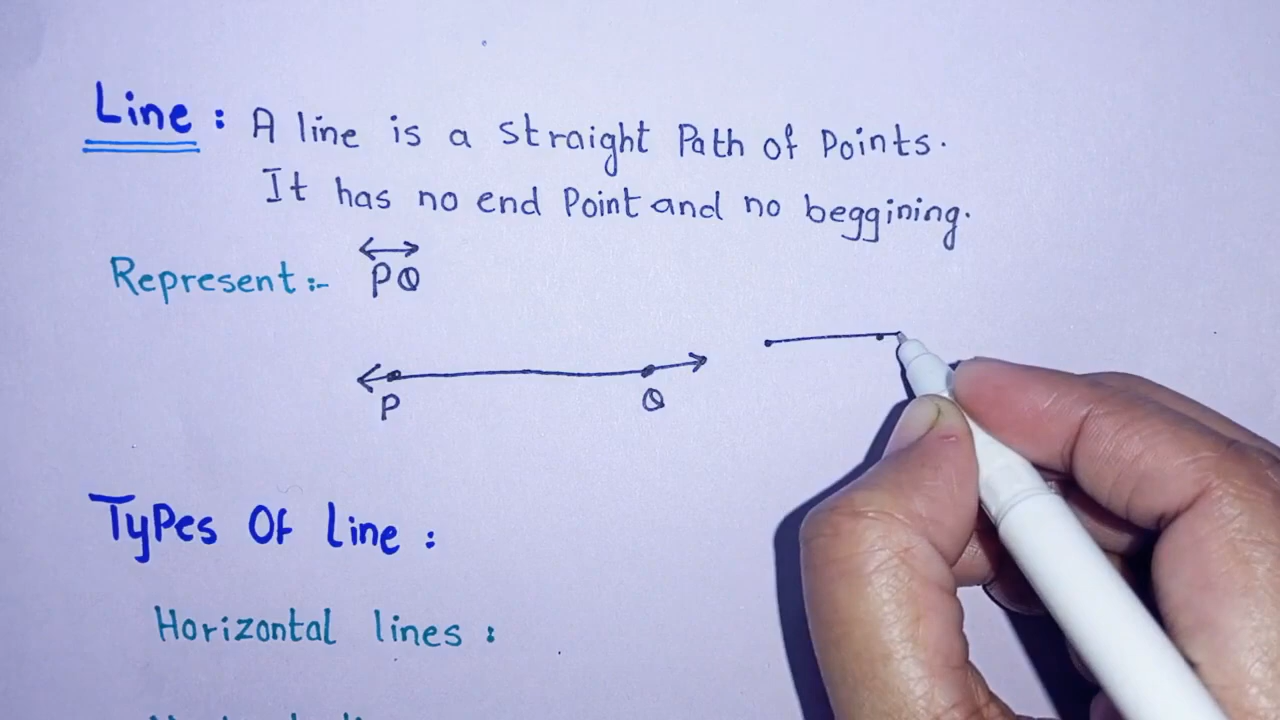 Line : A line is a straight Path of Points.
It has no end Point and no beggining.
Represent :- PQ
P Q
Types Of Line :
Horizontal lines :